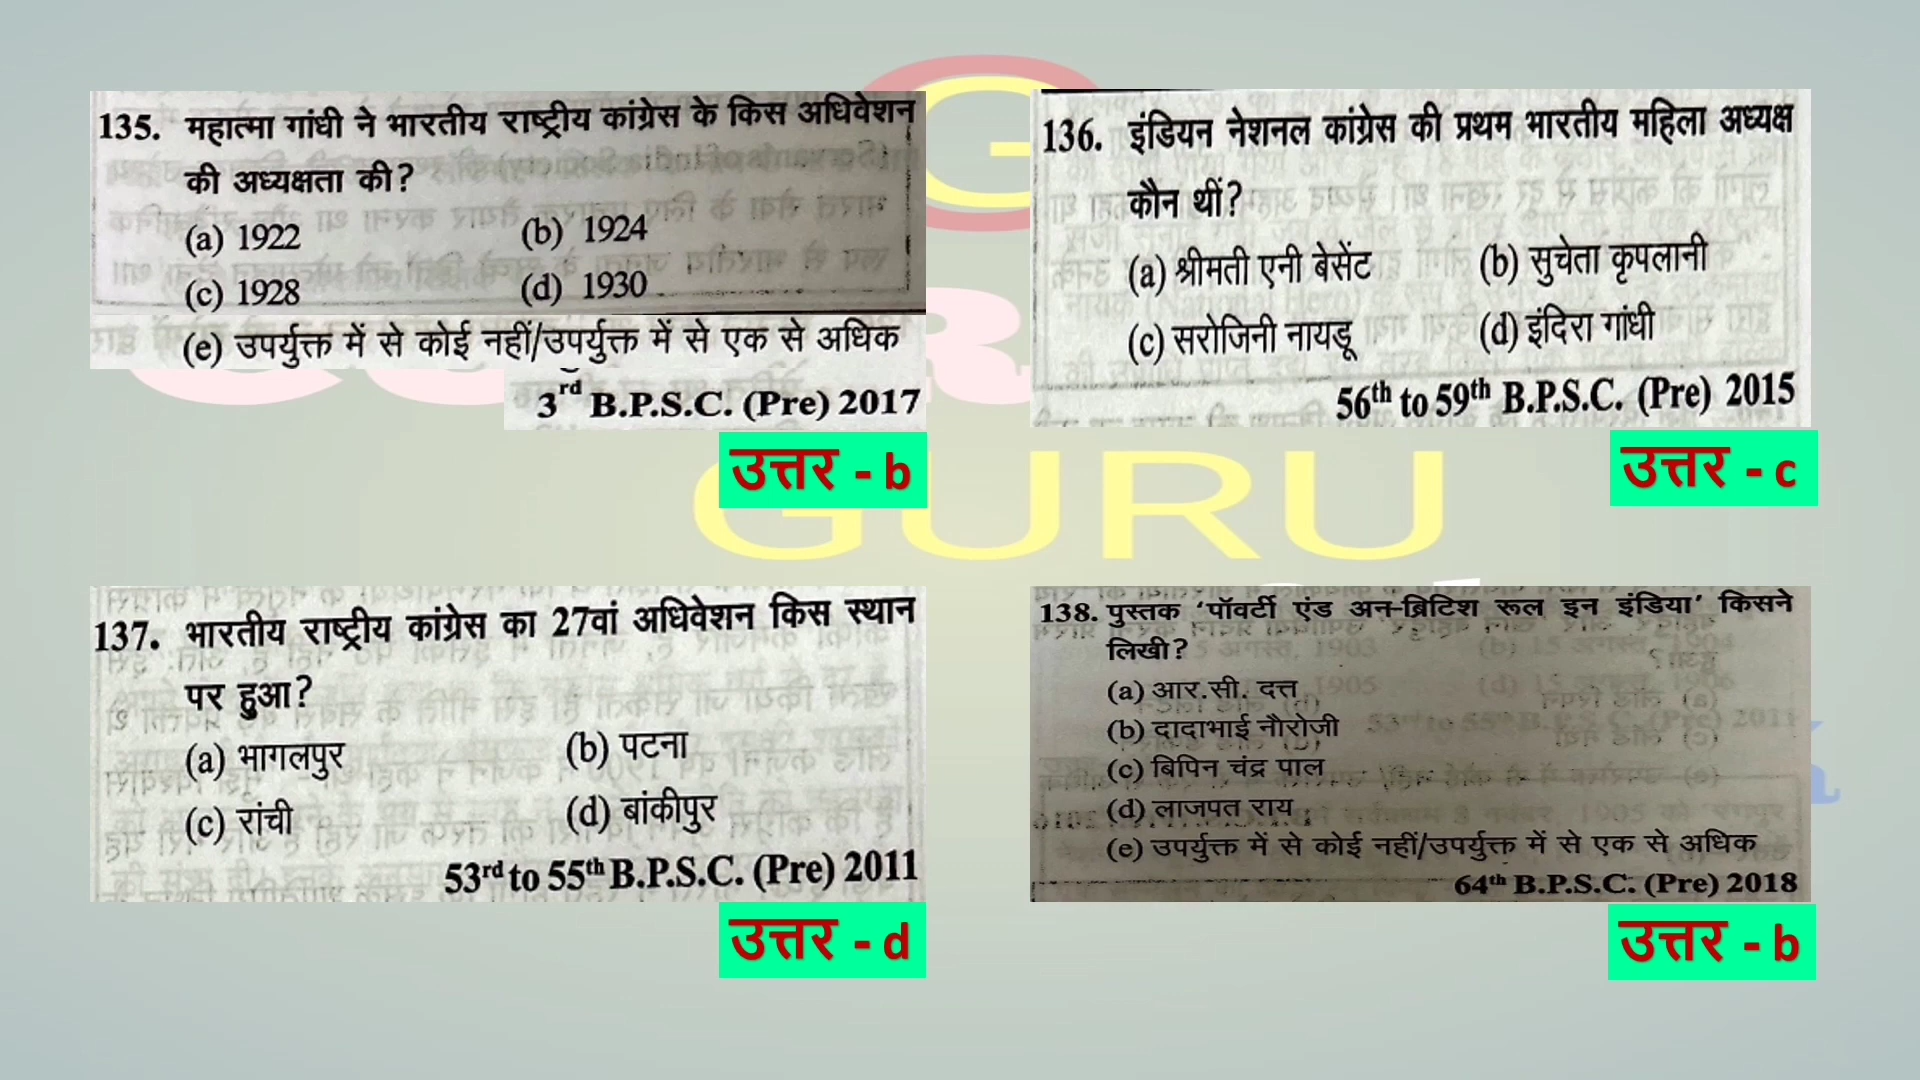 135. महात्मा गांधी ने भारतीय राष्ट्रीय कांग्रेस के किस अधिवेशन
की अध्यक्षता की?
(a) 1922 (b) 1924
(c) 1928 (d) 1930
(e) उपर्युक्त में से कोई नहीं/उपर्युक्त में से एक से अधिक
3rd B.P.S.C. (Pre) 2017
उत्तर - b
136. इंडियन नेशनल कांग्रेस की प्रथम भारतीय महिला अध्यक्ष
कौन थीं?
(a) श्रीमती एनी बेसेंट (b) सुचेता कृपलानी
(c) सरोजिनी नायडू (d) इंदिरा गांधी
56th to 59th B.P.S.C. (Pre) 2015
उत्तर - c
GURU
137. भारतीय राष्ट्रीय कांग्रेस का 27वां अधिवेशन किस स्थान
पर हुआ?
(a) भागलपुर (b) पटना
(c) रांची (d) बांकीपुर
53rd to 55th B.P.S.C. (Pre) 2011
उत्तर - d
138. पुस्तक ‘पॉवर्टी एंड अन-ब्रिटिश रूल इन इंडिया’ किसने
लिखी?
(a) आर.सी. दत्त
(b) दादाभाई नौरोजी
(c) बिपिन चंद्र पाल
(d) लाजपत राय
(e) उपर्युक्त में से कोई नहीं/उपर्युक्त में से एक से अधिक
64th B.P.S.C. (Pre) 2018
उत्तर - b